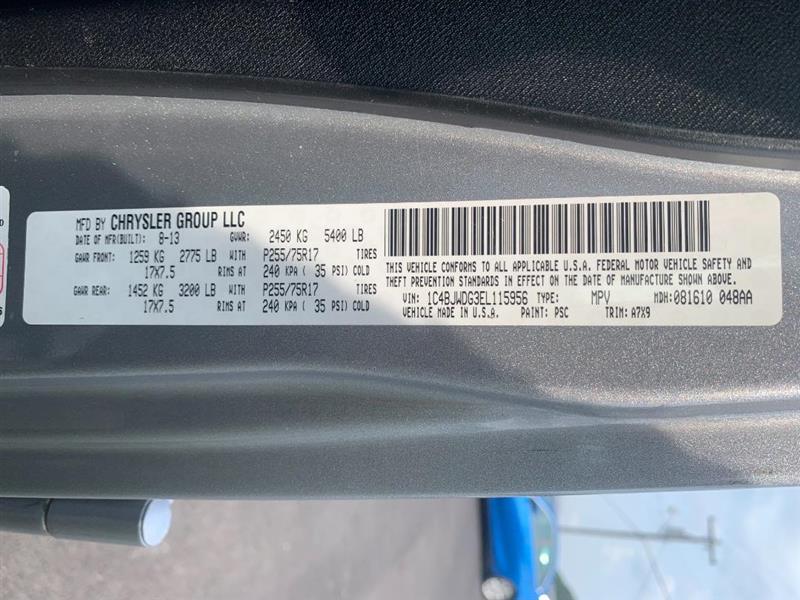 MFD BY CHRYSLER GROUP LLC
DATE OF MFR(BUILT): 8-13 GVWR: 2450 KG 5400 LB
GAWR FRONT: 1259 KG 2775 LB WITH P255/75R17 TIRES
17X7.5 RIMS AT 240 KPA ( 35 PSI) COLD
GAWR REAR: 1452 KG 3200 LB WITH P255/75R17 TIRES
17X7.5 RIMS AT 240 KPA ( 35 PSI) COLD
THIS VEHICLE CONFORMS TO ALL APPLICABLE U.S.A. FEDERAL MOTOR VEHICLE SAFETY AND
THEFT PREVENTION STANDARDS IN EFFECT ON THE DATE OF MANUFACTURE SHOWN ABOVE.
VIN: 1C4BJWDG3EL115956 TYPE: MPV MDH: 081610 048AA
VEHICLE MADE IN U.S.A. PAINT: PSC TRIM: A7X9